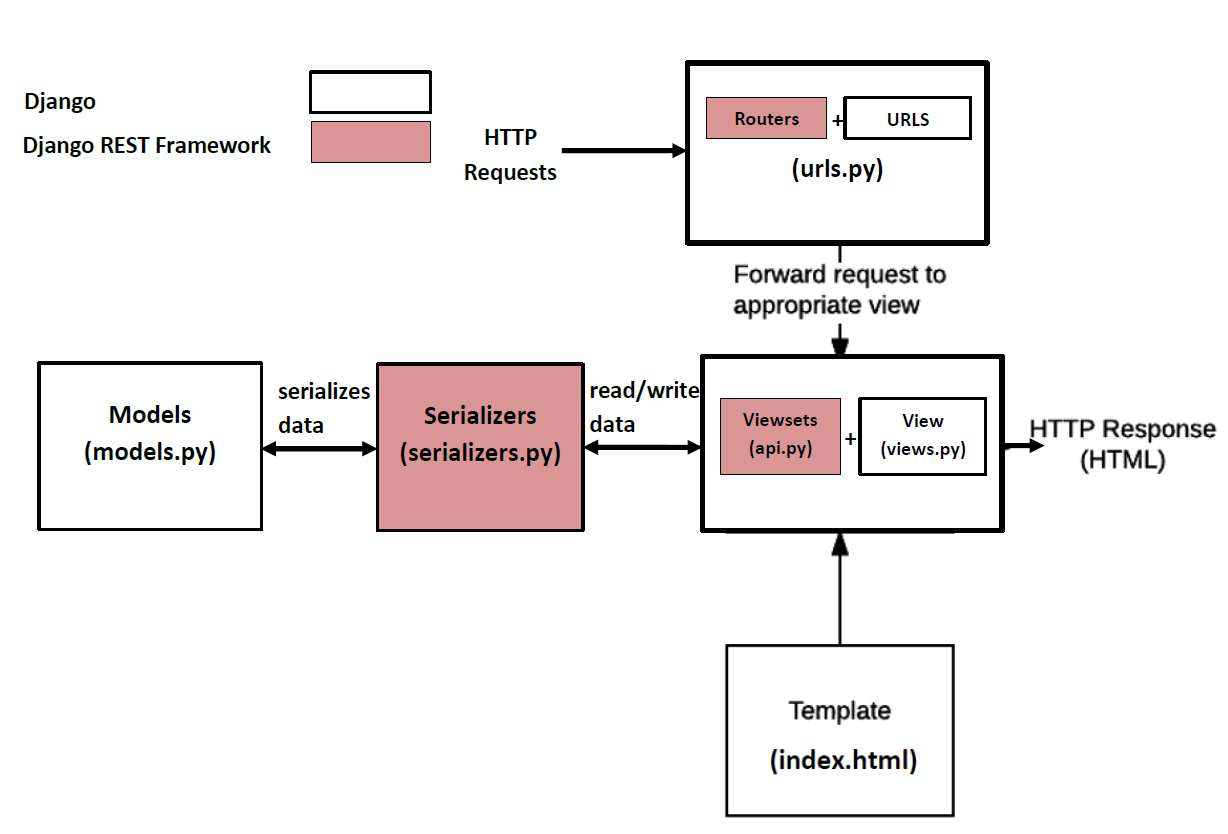 Django
Django REST Framework
HTTP
Requests
Routers
+
URLS
(urls.py)
Forward request to
appropriate view
Models
(models.py)
serializes
data
Serializers
(serializers.py)
read/write
data
Viewsets
(api.py)
+
View
(views.py)
HTTP Response
(HTML)
Template
(index.html)